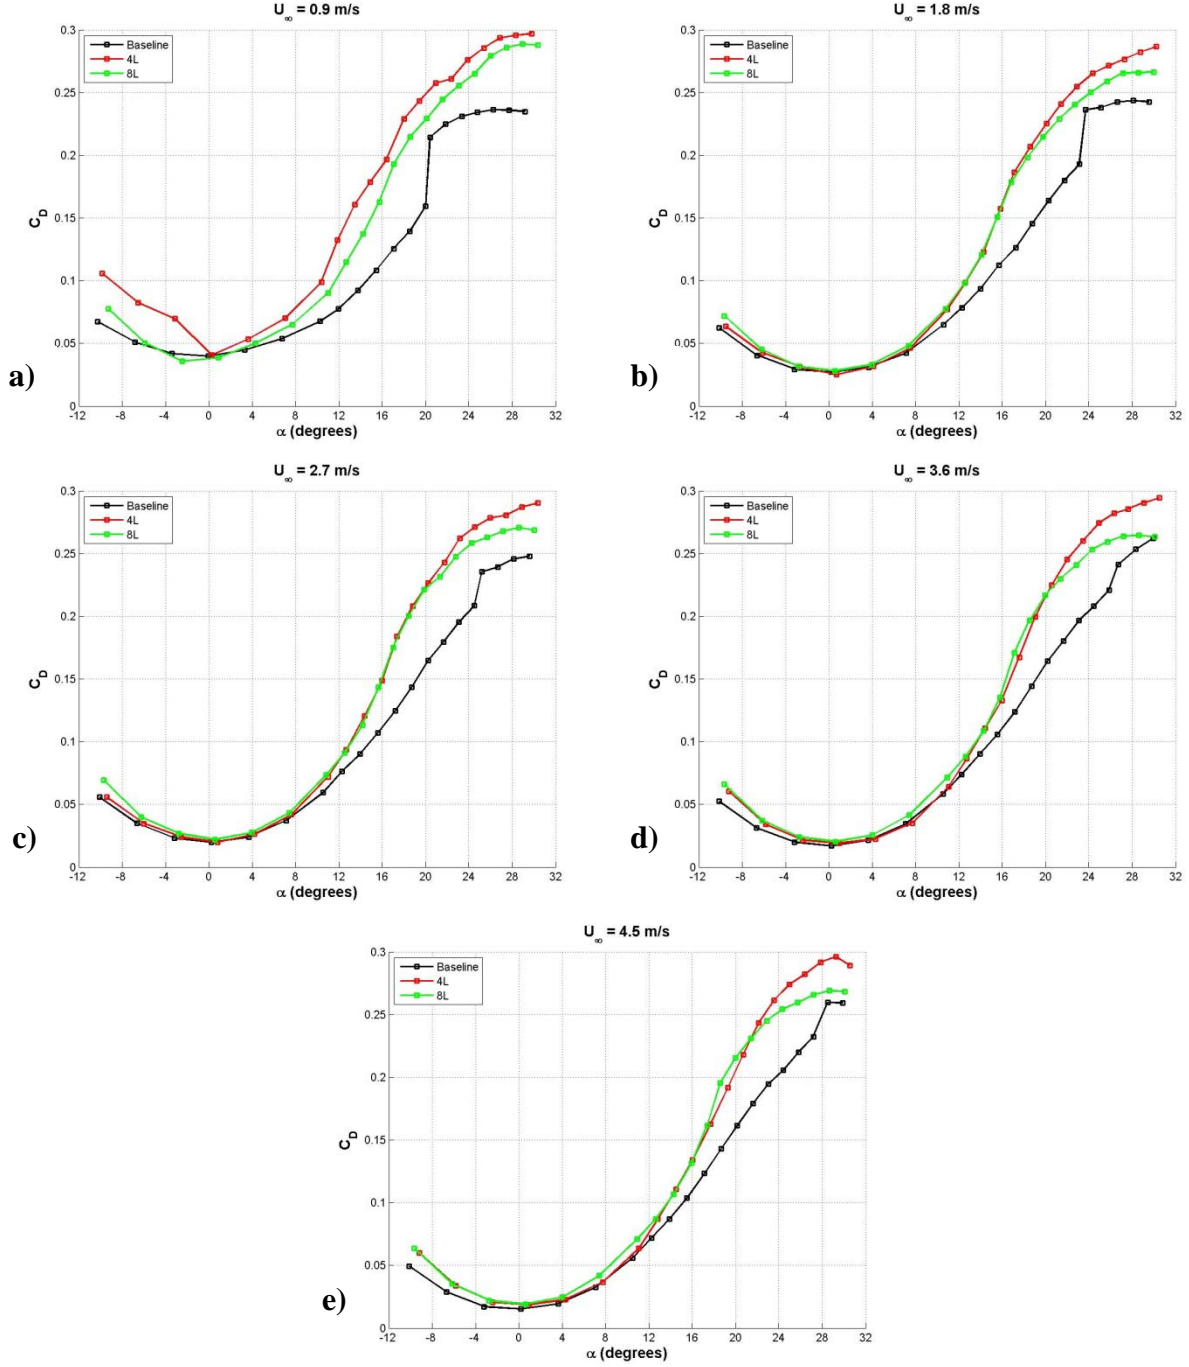 U∞ = 0.9 m/s
Baseline
4L
8L
0.3
0.25
0.2
0.15
0.1
0.05
0
C_D
-12 -8 -4 0 4 8 12 16 20 24 28 32
α (degrees)
a)
U∞ = 1.8 m/s
Baseline
4L
8L
0.3
0.25
0.2
0.15
0.1
0.05
0
C_D
-12 -8 -4 0 4 8 12 16 20 24 28 32
α (degrees)
b)
U∞ = 2.7 m/s
Baseline
4L
8L
0.3
0.25
0.2
0.15
0.1
0.05
0
C_D
-12 -8 -4 0 4 8 12 16 20 24 28 32
α (degrees)
c)
U∞ = 3.6 m/s
Baseline
4L
8L
0.3
0.25
0.2
0.15
0.1
0.05
0
C_D
-12 -8 -4 0 4 8 12 16 20 24 28 32
α (degrees)
d)
U∞ = 4.5 m/s
Baseline
4L
8L
0.3
0.25
0.2
0.15
0.1
0.05
0
C_D
-12 -8 -4 0 4 8 12 16 20 24 28 32
α (degrees)
e)